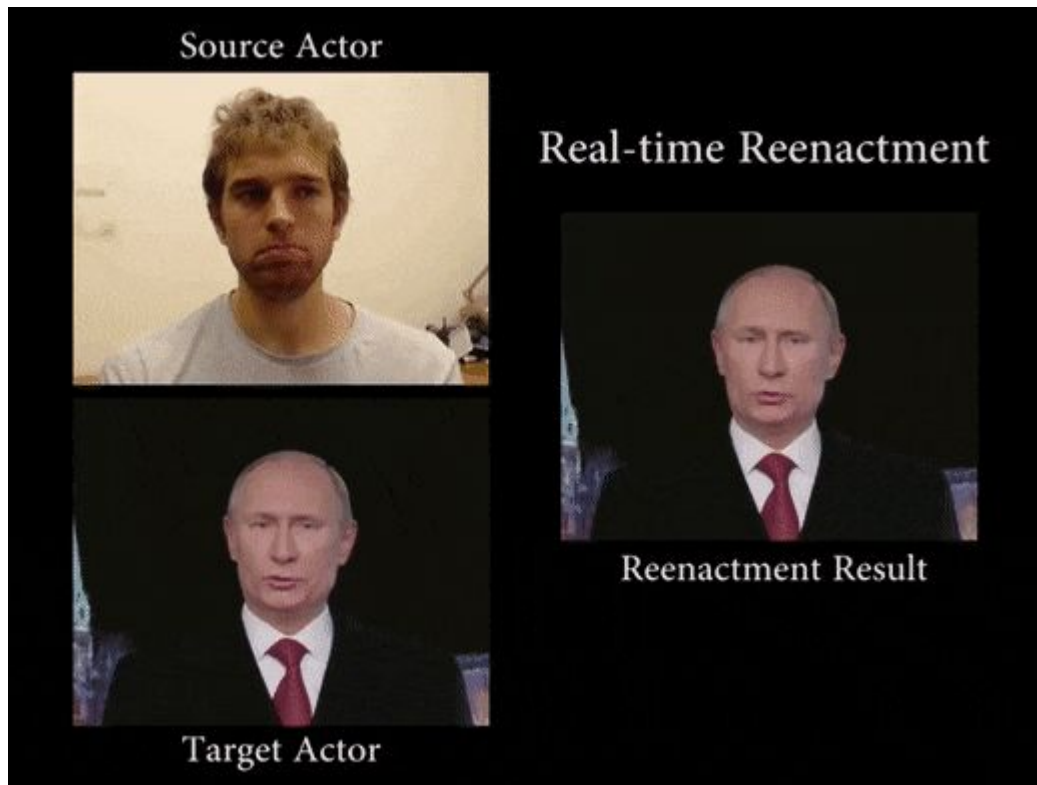 Source Actor
Real-time Reenactment
Reenactment Result
Target Actor